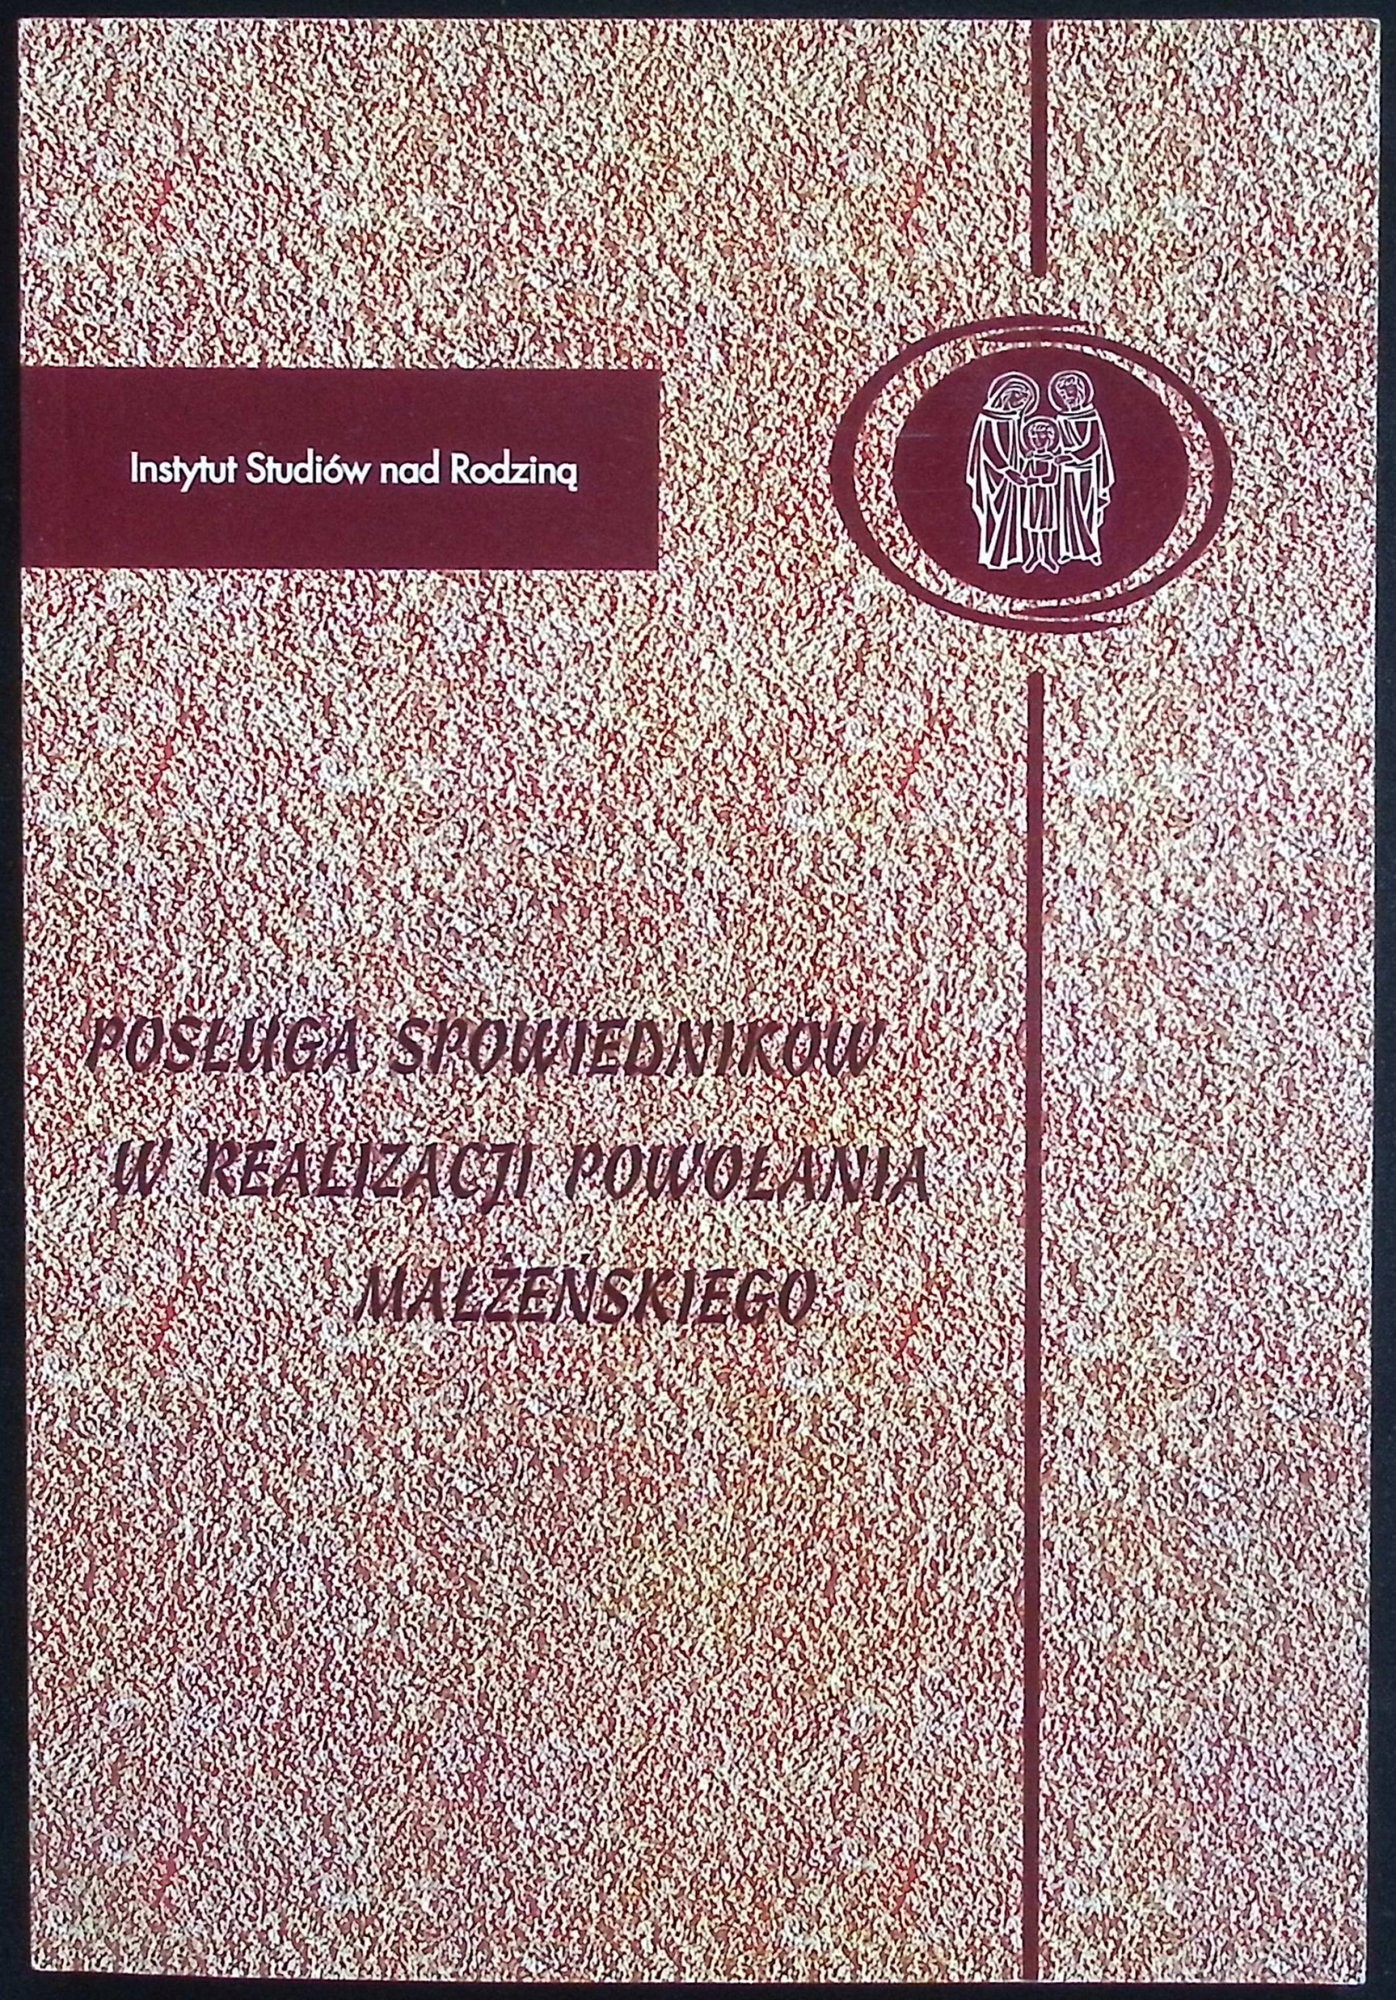 Instytut Studiów nad Rodziną
POSŁUGA SPOWIEDNIKÓW
W REALIZACJI POWOŁANIA
MAŁŻEŃSKIEGO